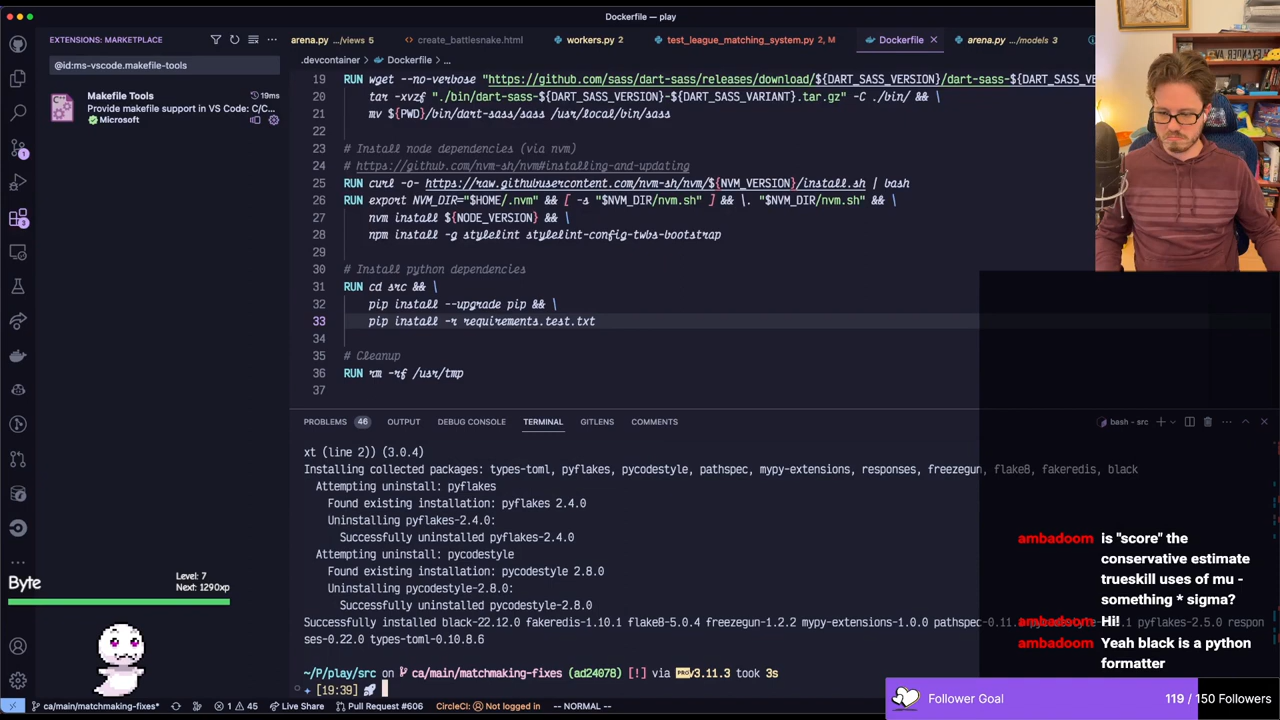 Dockerfile — play
EXTENSIONS: MARKETPLACE
@id:ms-vscode.makefile-tools
Makefile Tools
19ms
Provide makefile support in VS Code: C/C...
Microsoft
arena.py .../views 5
create_battlesnake.html
workers.py 2
test_league_matching_system.py 2, M
Dockerfile
arena.py .../models 3
.devcontainer > Dockerfile > ...
19 RUN wget --no-verbose "https://github.com/sass/dart-sass/releases/download/${DART_SASS_VERSION}/dart-sass-${DART_SASS_VERS
20 tar -xvzf "./bin/dart-sass-${DART_SASS_VERSION}-${DART_SASS_VARIANT}.tar.gz" -C ./bin/ && \
21 mv ${PWD}/bin/dart-sass/sass /usr/local/bin/sass
22
23 # Install node dependencies (via nvm)
24 # https://github.com/nvm-sh/nvm#installing-and-updating
25 RUN curl -o- https://raw.githubusercontent.com/nvm-sh/nvm/${NVM_VERSION}/install.sh | bash
26 RUN export NVM_DIR="$HOME/.nvm" && [ -s "$NVM_DIR/nvm.sh" ] && \. "$NVM_DIR/nvm.sh" && \
27 nvm install ${NODE_VERSION} && \
28 npm install -g stylelint stylelint-config-twbs-bootstrap
29
30 # Install python dependencies
31 RUN cd src && \
32 pip install --upgrade pip && \
33 pip install -r requirements.test.txt
34
35 # Cleanup
36 RUN rm -rf /usr/tmp
37
PROBLEMS 46 OUTPUT DEBUG CONSOLE TERMINAL GITLENS COMMENTS
bash - src
xt (line 2)) (3.0.4)
Installing collected packages: types-toml, pyflakes, pycodestyle, pathspec, mypy-extensions, responses, freezegun, flake8, fakeredis, black
Attempting uninstall: pyflakes
Found existing installation: pyflakes 2.4.0
Uninstalling pyflakes-2.4.0:
Successfully uninstalled pyflakes-2.4.0
Attempting uninstall: pycodestyle
Found existing installation: pycodestyle 2.8.0
Uninstalling pycodestyle-2.8.0:
Successfully uninstalled pycodestyle-2.8.0
Successfully installed black-22.12.0 fakeredis-1.10.1 flake8-5.0.4 freezegun-1.2.2 mypy-extensions-1.0.0 pathspec-0.11. pycodestyle pyflakes-2.5.0 respon
ses-0.22.0 types-toml-0.10.8.6
~/P/play/src on ca/main/matchmaking-fixes (ad24078) [!] via v3.11.3 took 3s
[19:39]
Byte
Level: 7
Next: 1290xp
ambadoom is "score" the
conservative estimate
trueskill uses of mu -
something * sigma?
ambadoom Hi!
ambadoom Yeah black is a python
formatter
Follower Goal
119 / 150 Followers
ca/main/matchmaking-fixes*
1 45
Live Share
Pull Request #606
CircleCI: Not logged in
-- NORMAL --